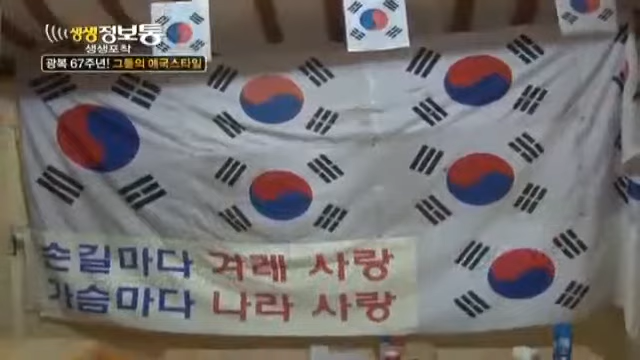 생생정보통
생생포착
광복 67주년! 그들의 애국스타일
손길마다 겨레 사랑
가슴마다 나라 사랑